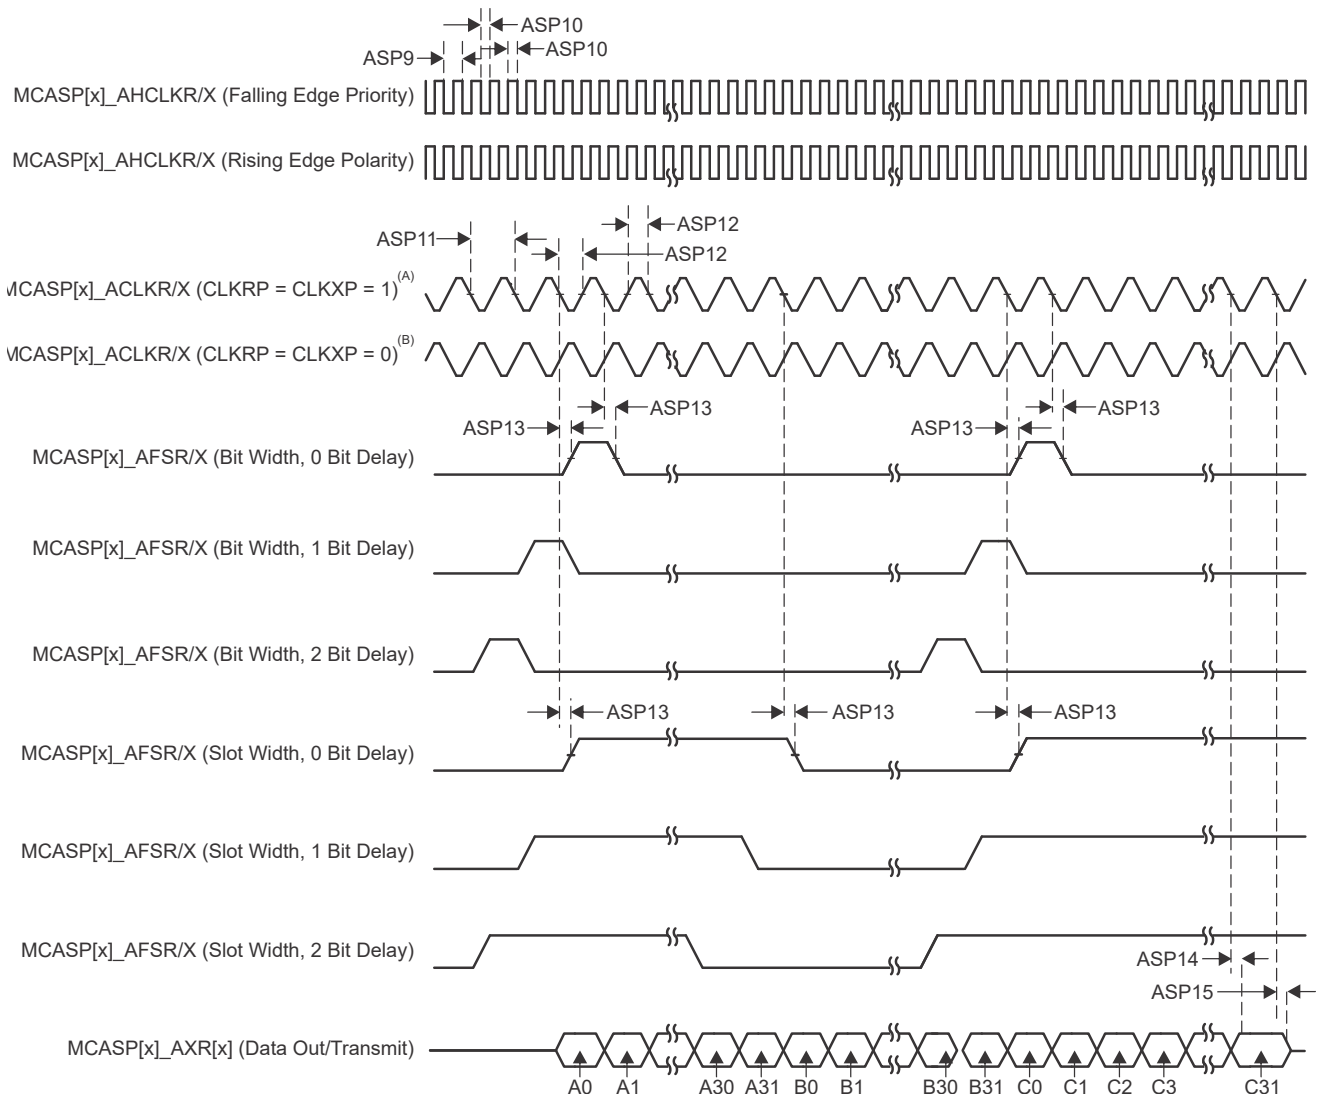 ASP10
ASP10
ASP9
MCASP[x]_AHCLKR/X (Falling Edge Priority)
MCASP[x]_AHCLKR/X (Rising Edge Polarity)
ASP12
ASP11
ASP12
MCASP[x]_ACLKR/X (CLKRP = CLKXP = 1)(A)
MCASP[x]_ACLKR/X (CLKRP = CLKXP = 0)(B)
ASP13 ASP13
ASP13 ASP13
MCASP[x]_AFSR/X (Bit Width, 0 Bit Delay)
MCASP[x]_AFSR/X (Bit Width, 1 Bit Delay)
MCASP[x]_AFSR/X (Bit Width, 2 Bit Delay)
ASP13 ASP13 ASP13
MCASP[x]_AFSR/X (Slot Width, 0 Bit Delay)
MCASP[x]_AFSR/X (Slot Width, 1 Bit Delay)
MCASP[x]_AFSR/X (Slot Width, 2 Bit Delay)
ASP14
ASP15
MCASP[x]_AXR[x] (Data Out/Transmit)
A0 A1 A30 A31 B0 B1 B30 B31 C0 C1 C2 C3 C31